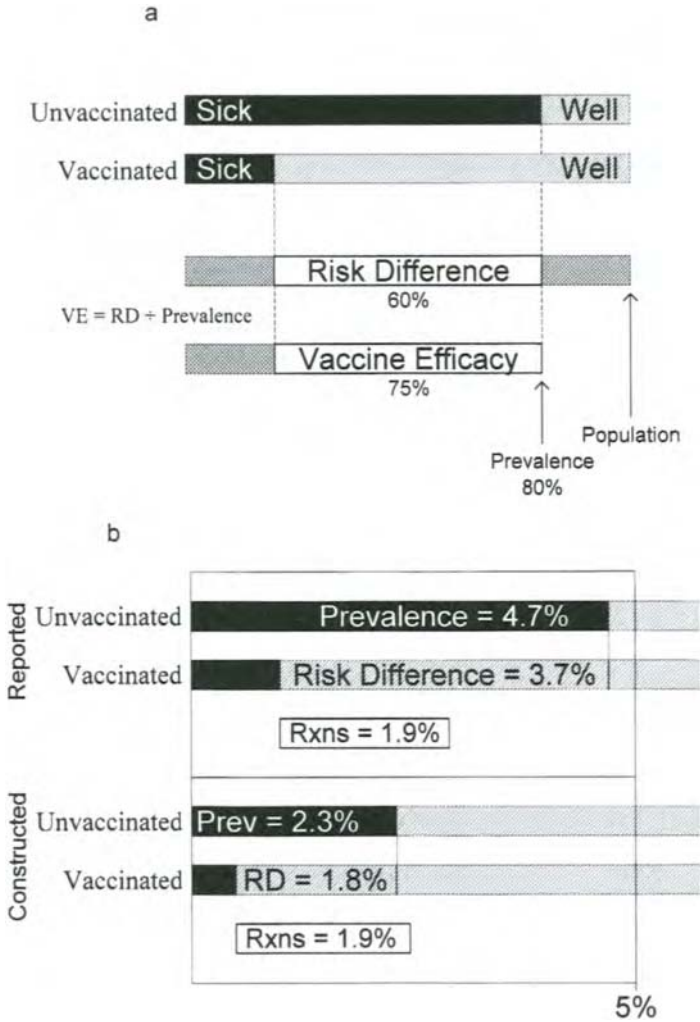 a
Unvaccinated Sick Well
Vaccinated Sick Well
Risk Difference
60%
VE = RD ÷ Prevalence
Vaccine Efficacy
75%
Population
Prevalence
80%
b
Reported
Unvaccinated Prevalence = 4.7%
Vaccinated Risk Difference = 3.7%
Rxns = 1.9%
Constructed
Unvaccinated Prev = 2.3%
Vaccinated RD = 1.8%
Rxns = 1.9%
5%